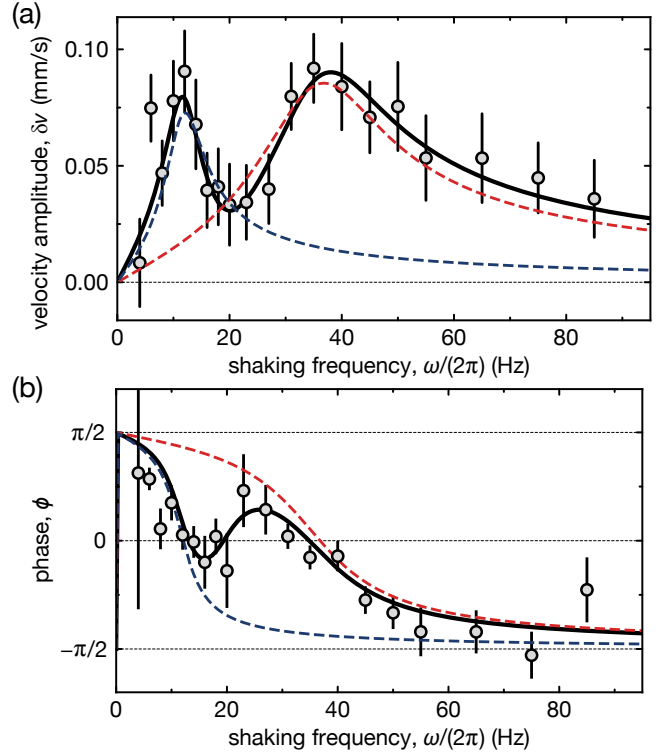 (a)
0.10
0.05
0.00
velocity amplitude, δv (mm/s)
0 20 40 60 80
shaking frequency, ω/(2π) (Hz)
(b)
π/2
0
−π/2
phase, ϕ
0 20 40 60 80
shaking frequency, ω/(2π) (Hz)